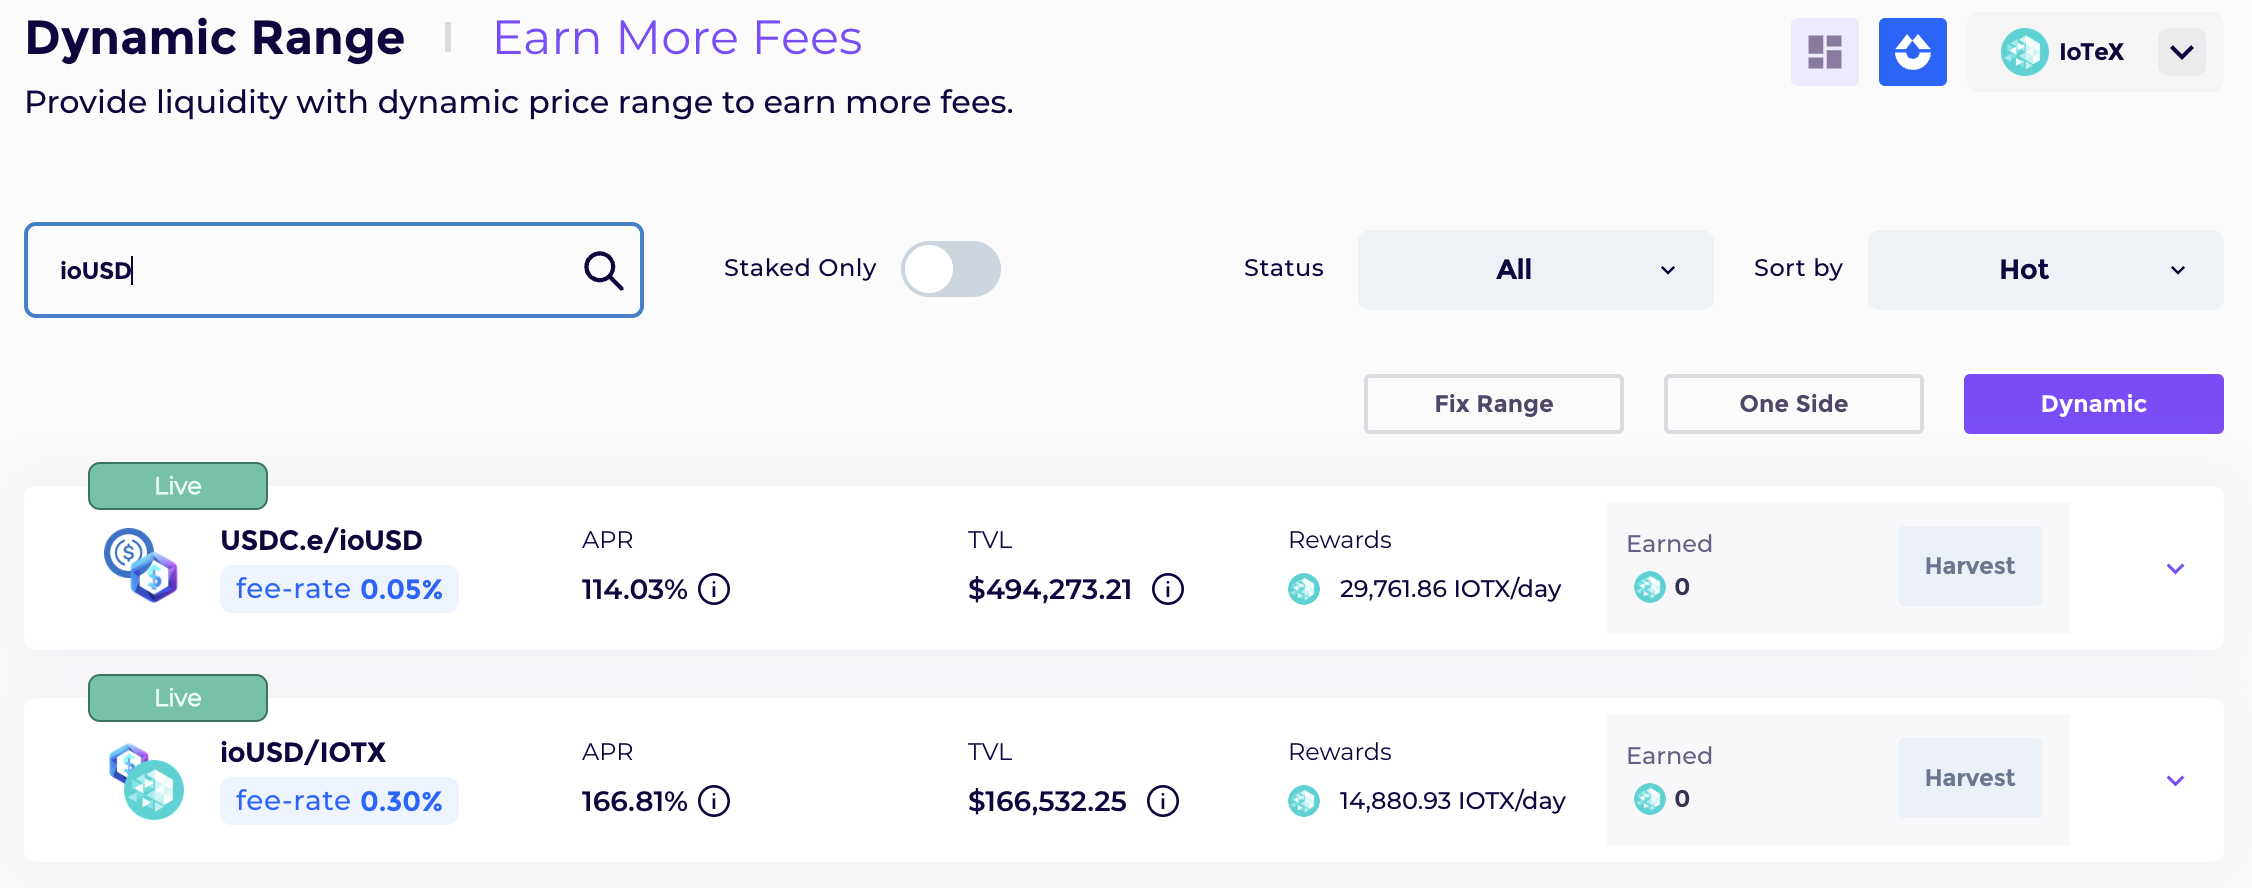 Dynamic Range | Earn More Fees
IoTeX
Provide liquidity with dynamic price range to earn more fees.
ioUSD
Staked Only
Status
All
Sort by
Hot
Fix Range
One Side
Dynamic
Live
USDC.e/ioUSD
fee-rate 0.05%
APR
114.03%
TVL
$494,273.21
Rewards
29,761.86 IOTX/day
Earned
0
Harvest
Live
ioUSD/IOTX
fee-rate 0.30%
APR
166.81%
TVL
$166,532.25
Rewards
14,880.93 IOTX/day
Earned
0
Harvest